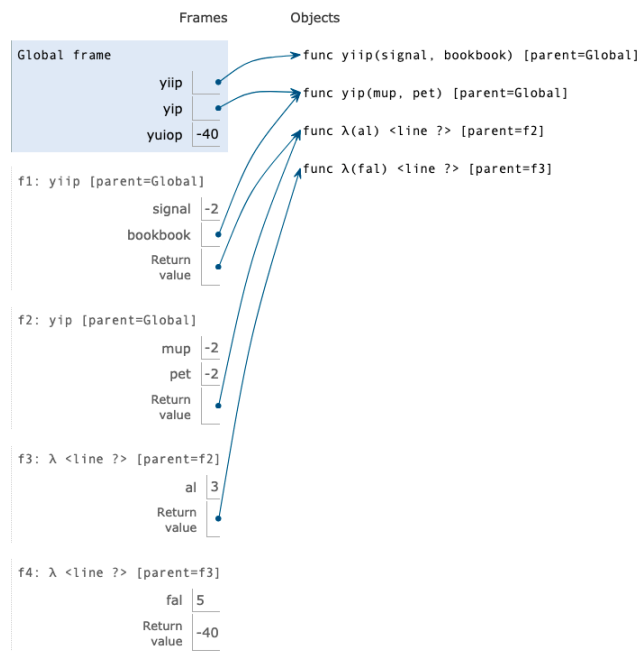 Frames Objects
Global frame
yiip
yip
yuiop -40
func yiip(signal, bookbook) [parent=Global]
func yip(mup, pet) [parent=Global]
func λ(al) <line ?> [parent=f2]
func λ(fal) <line ?> [parent=f3]
f1: yiip [parent=Global]
signal -2
bookbook
Return
value
f2: yip [parent=Global]
mup -2
pet -2
Return
value
f3: λ <line ?> [parent=f2]
al 3
Return
value
f4: λ <line ?> [parent=f3]
fal 5
Return
value -40